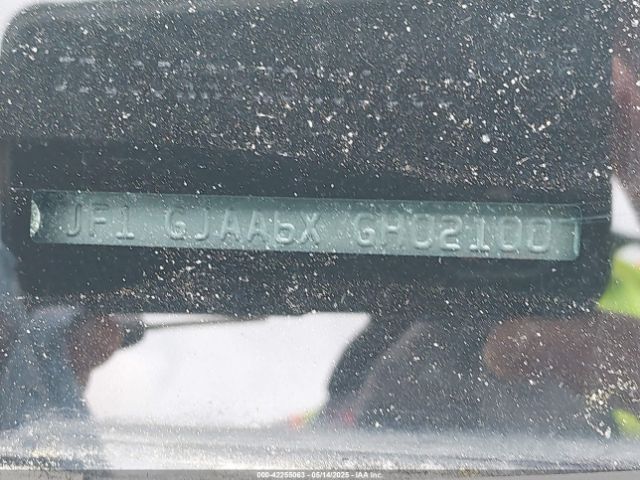 JF1 GJAA6X GH02100
000-42255063 - 05/14/2025 - IAA Inc.